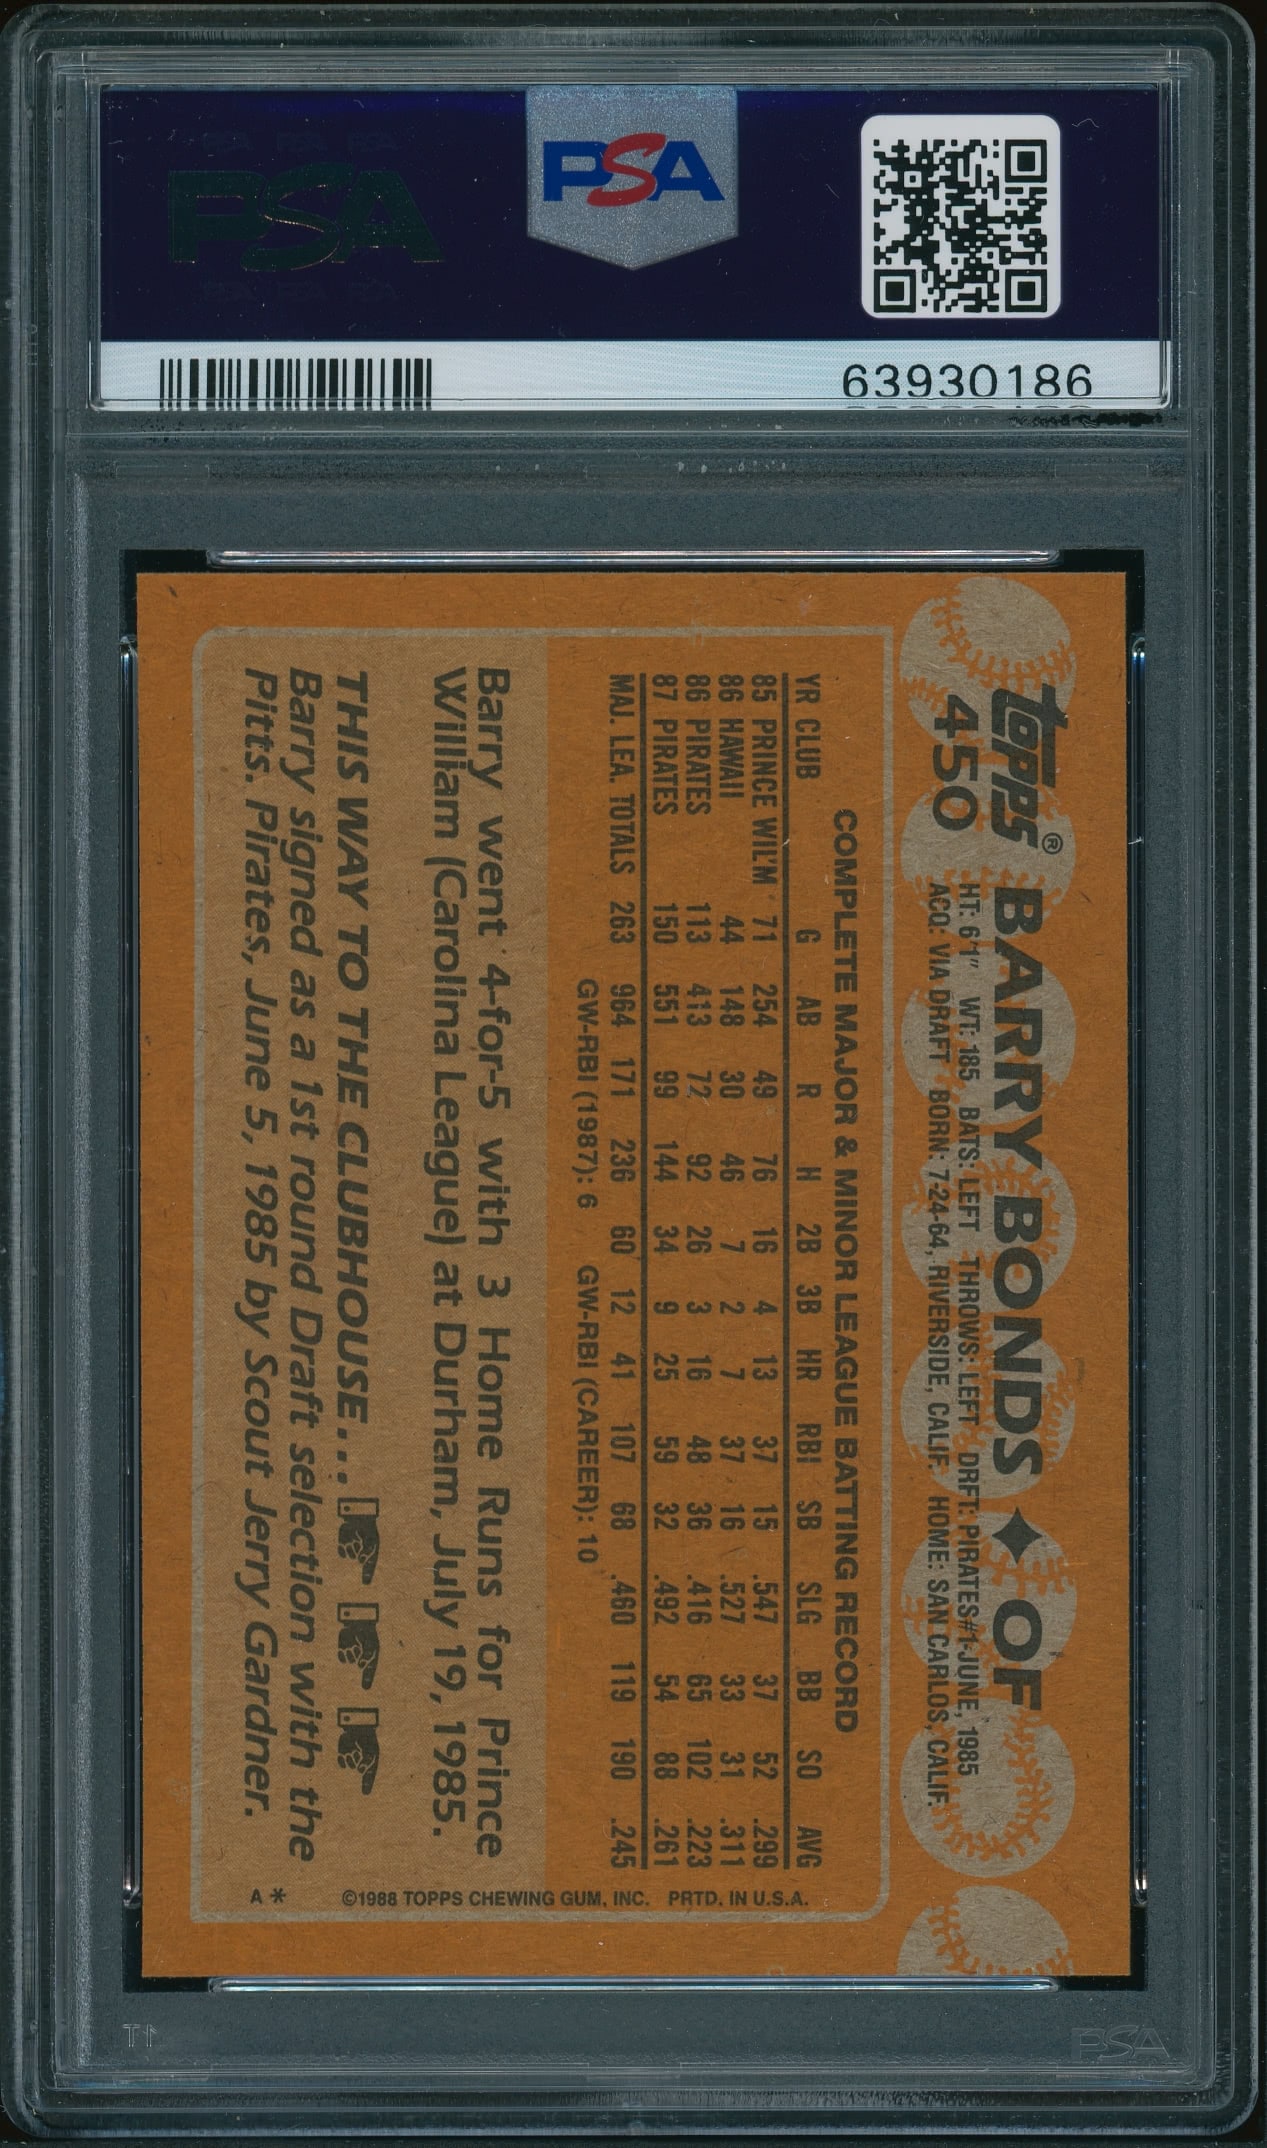 PSA PSA PSA
PSA
PSA PSA PSA
PSA
63930186
topps®
450
BARRY BONDS ✦ OF
HT: 6'1" WT: 185 BATS: LEFT THROWS: LEFT DRFT: PIRATES #1-JUNE, 1985
ACQ: VIA DRAFT BORN: 7-24-64, RIVERSIDE, CALIF. HOME: SAN CARLOS, CALIF.
COMPLETE MAJOR & MINOR LEAGUE BATTING RECORD
YR CLUB G AB R H 2B 3B HR RBI SB SLG BB SO AVG
85 PRINCE WIL'M 71 254 49 76 16 4 13 37 15 .547 37 52 .299
86 HAWAII 44 148 30 46 7 2 7 37 16 .527 33 31 .311
86 PIRATES 113 413 72 92 26 3 16 48 36 .416 65 102 .223
87 PIRATES 150 551 99 144 34 9 25 59 32 .492 54 88 .261
MAJ. LEA. TOTALS 263 964 171 236 60 12 41 107 68 .460 119 190 .245
GW-RBI (1987): 6 GW-RBI (CAREER): 10
Barry went 4-for-5 with 3 Home Runs for Prince
William (Carolina League) at Durham, July 19, 1985.
THIS WAY TO THE CLUBHOUSE...
Barry signed as a 1st round Draft selection with the
Pitts. Pirates, June 5, 1985 by Scout Jerry Gardner.
A* ©1988 TOPPS CHEWING GUM, INC. PRTD. IN U.S.A.
PSA